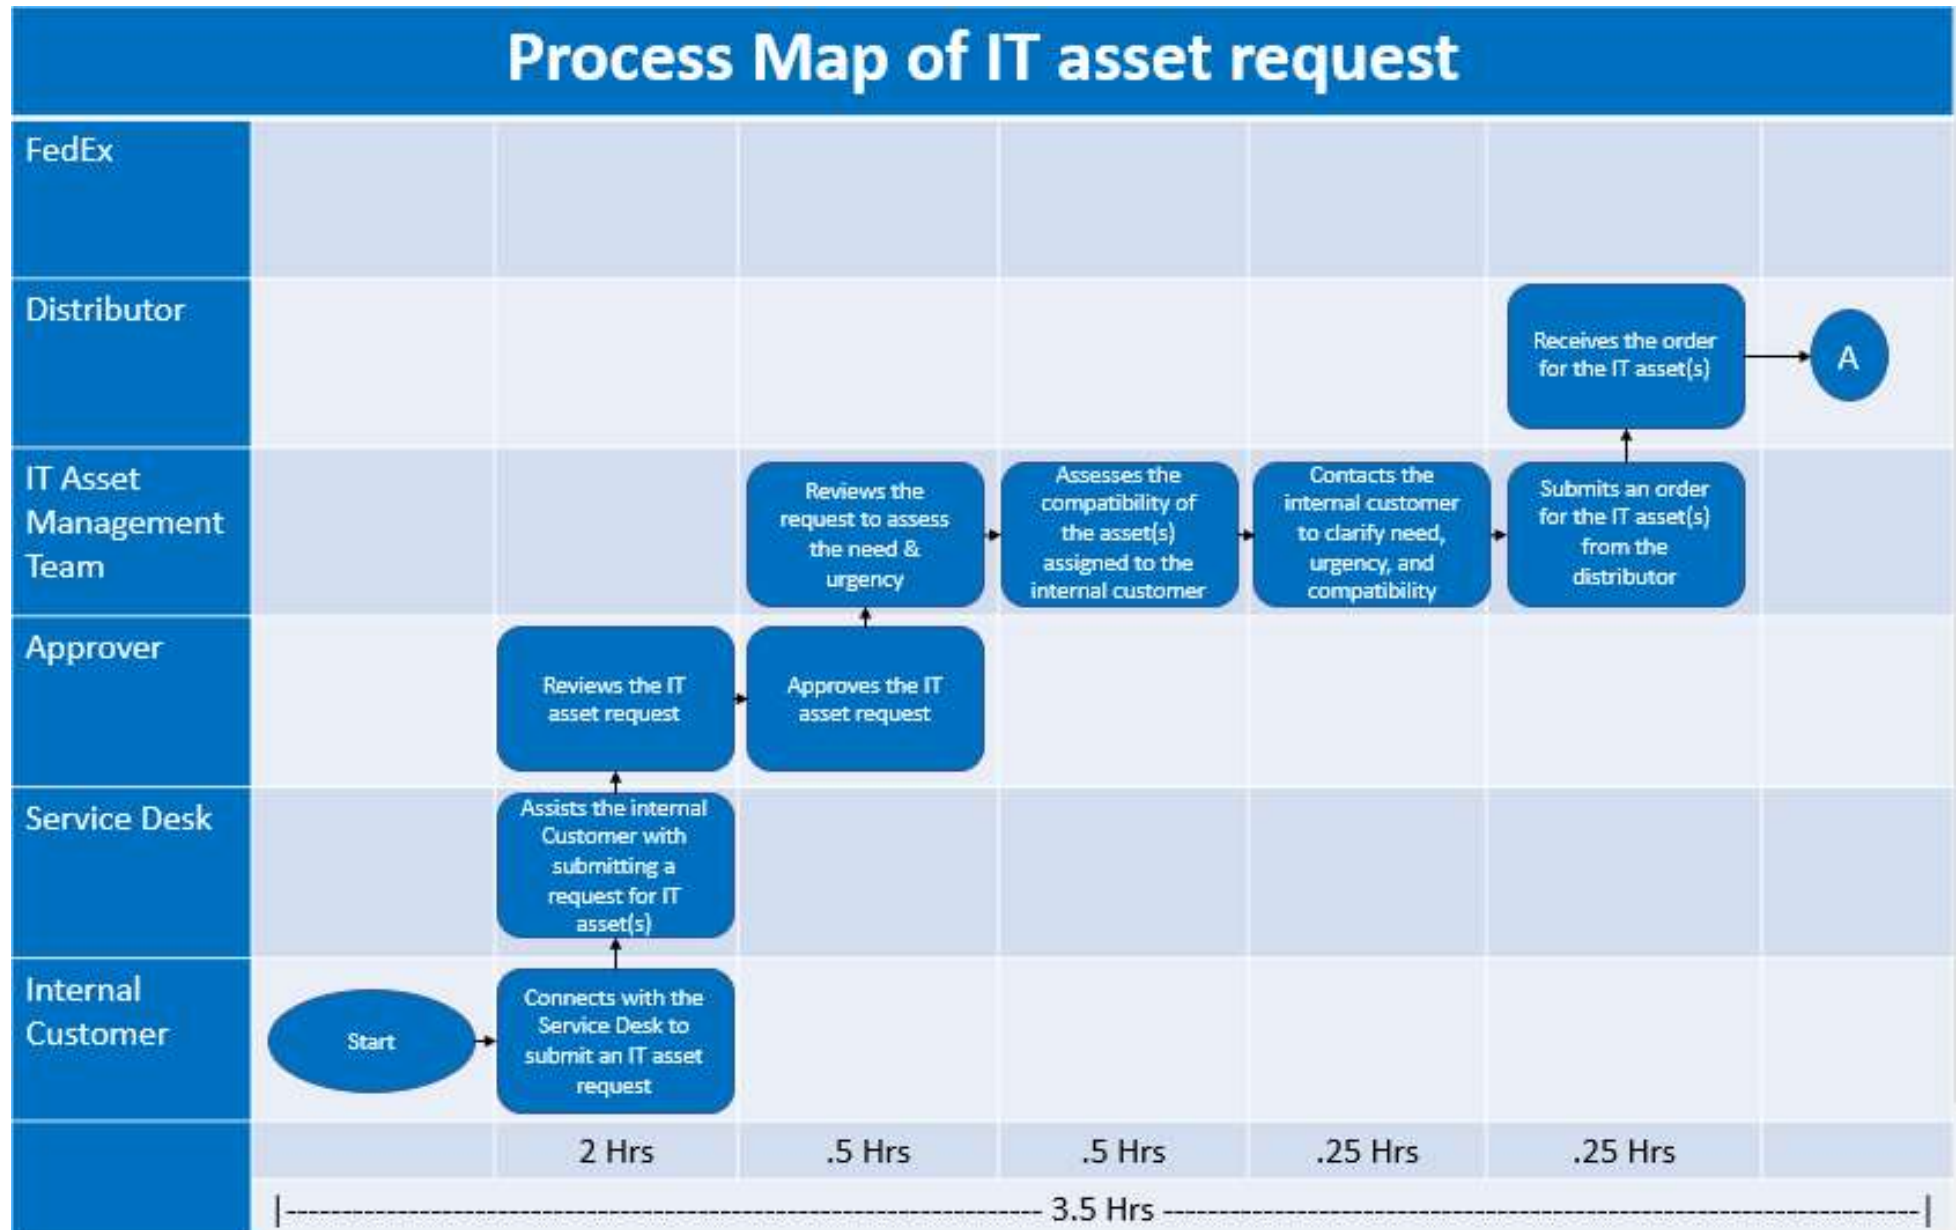 Process Map of IT asset request
FedEx
Distributor
Receives the order
for the IT asset(s)
A
IT Asset
Management
Team
Reviews the
request to assess
the need &
urgency
Assesses the
compatibility of
the asset(s)
assigned to the
internal customer
Contacts the
internal customer
to clarify need,
urgency, and
compatibility
Submits an order
for the IT asset(s)
from the
distributor
Approver
Reviews the IT
asset request
Approves the IT
asset request
Service Desk
Assists the internal
Customer with
submitting a
request for IT
asset(s)
Internal
Customer
Start
Connects with the
Service Desk to
submit an IT asset
request
2 Hrs
.5 Hrs
.5 Hrs
.25 Hrs
.25 Hrs
3.5 Hrs